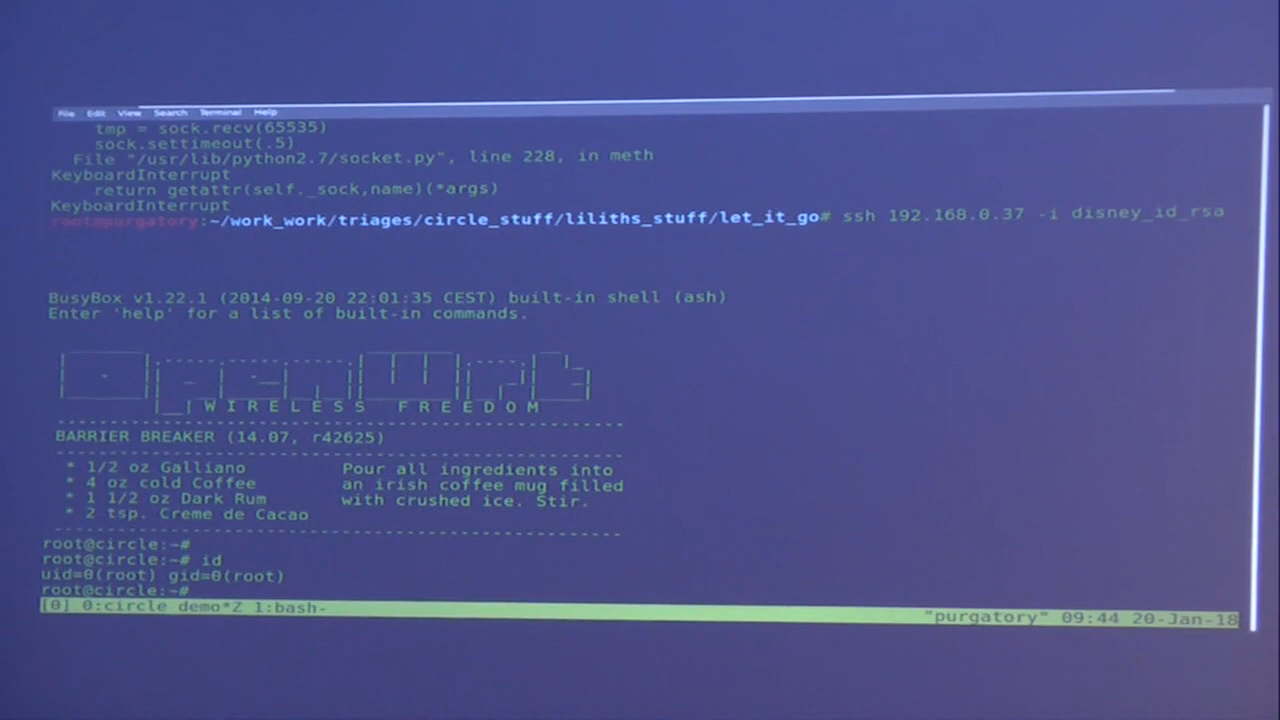 File Edit View Search Terminal Help
tmp = sock.recv(65535)
sock.settimeout(.5)
File "/usr/lib/python2.7/socket.py", line 228, in meth
KeyboardInterrupt
return getattr(self._sock,name)(*args)
KeyboardInterrupt
root@purgatory:~/work_work/triages/circle_stuff/liliths_stuff/let_it_go# ssh 192.168.0.37 -i disney_id_rsa
BusyBox v1.22.1 (2014-09-20 22:01:35 CEST) built-in shell (ash)
Enter 'help' for a list of built-in commands.
OpenWrt
W I R E L E S S   F R E E D O M
-----------------------------------------------------
BARRIER BREAKER (14.07, r42625)
-----------------------------------------------------
* 1/2 oz Galliano         Pour all ingredients into
* 4 oz cold Coffee        an irish coffee mug filled
* 1 1/2 oz Dark Rum       with crushed ice. Stir.
* 2 tsp. Creme de Cacao
-----------------------------------------------------
root@circle:~#
root@circle:~# id
uid=0(root) gid=0(root)
root@circle:~#
[0] 0:circle demo*Z 1:bash- "purgatory" 09:44 20-Jan-18